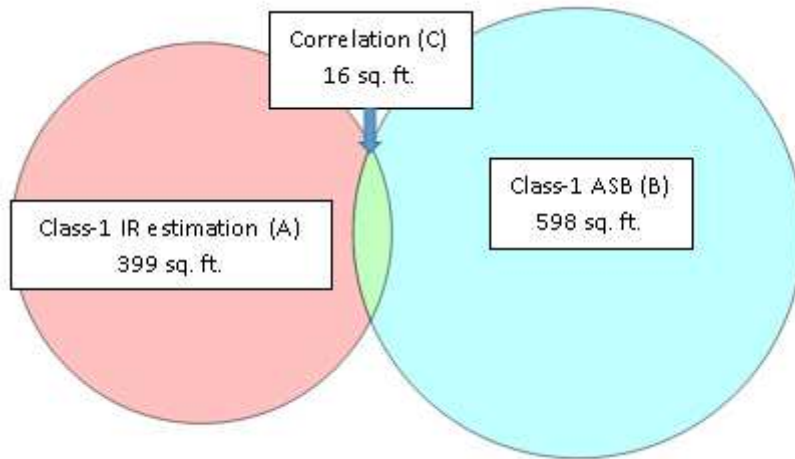 Correlation (C)
16 sq. ft.
Class-1 IR estimation (A)
399 sq. ft.
Class-1 ASB (B)
598 sq. ft.